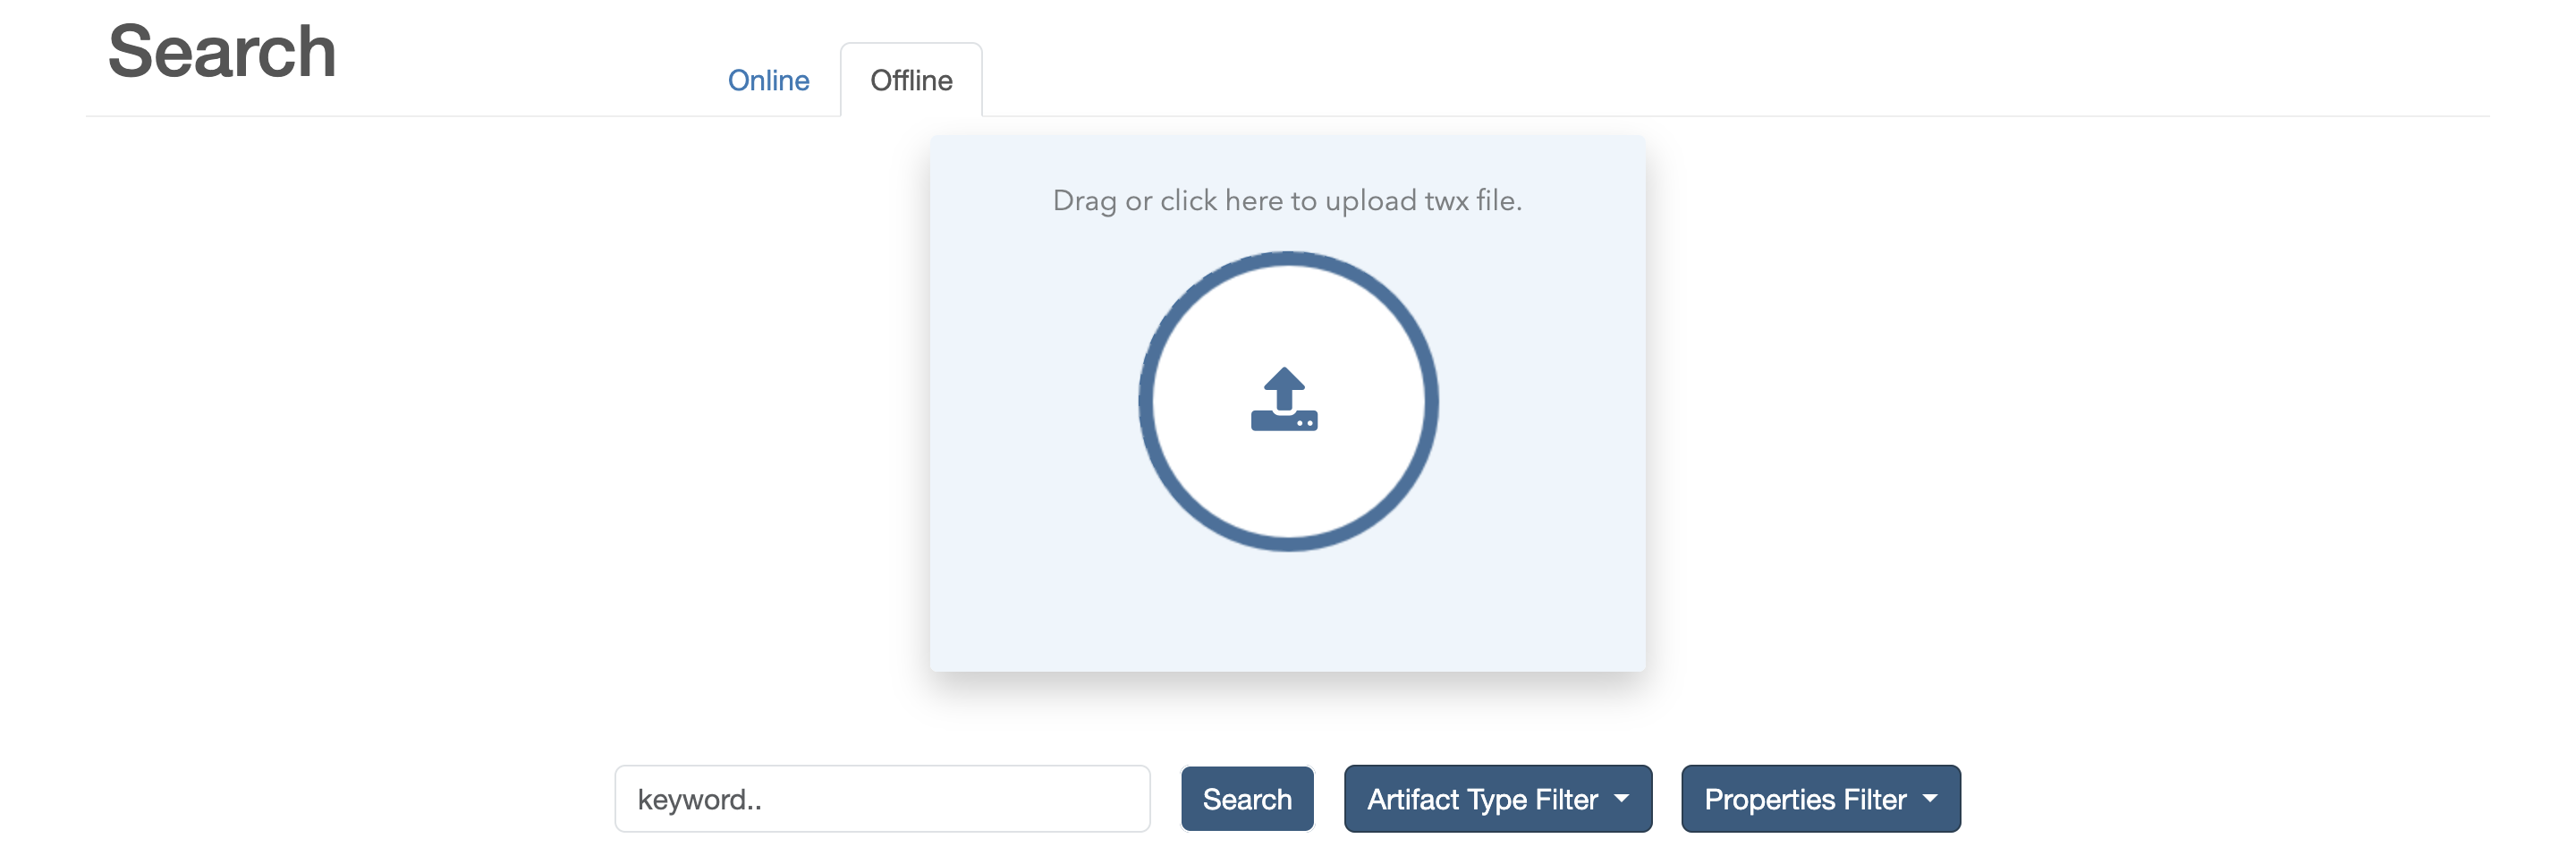 Search
Online Offline
Drag or click here to upload twx file.
keyword.. Search Artifact Type Filter Properties Filter